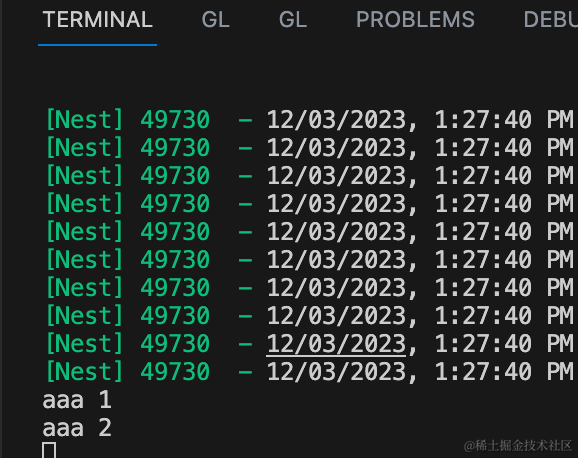 TERMINAL GL GL PROBLEMS DEBU
[Nest] 49730 - 12/03/2023, 1:27:40 PM
[Nest] 49730 - 12/03/2023, 1:27:40 PM
[Nest] 49730 - 12/03/2023, 1:27:40 PM
[Nest] 49730 - 12/03/2023, 1:27:40 PM
[Nest] 49730 - 12/03/2023, 1:27:40 PM
[Nest] 49730 - 12/03/2023, 1:27:40 PM
[Nest] 49730 - 12/03/2023, 1:27:40 PM
[Nest] 49730 - 12/03/2023, 1:27:40 PM
[Nest] 49730 - 12/03/2023, 1:27:40 PM
[Nest] 49730 - 12/03/2023, 1:27:40 PM
aaa 1
aaa 2
@稀土掘金技术社区